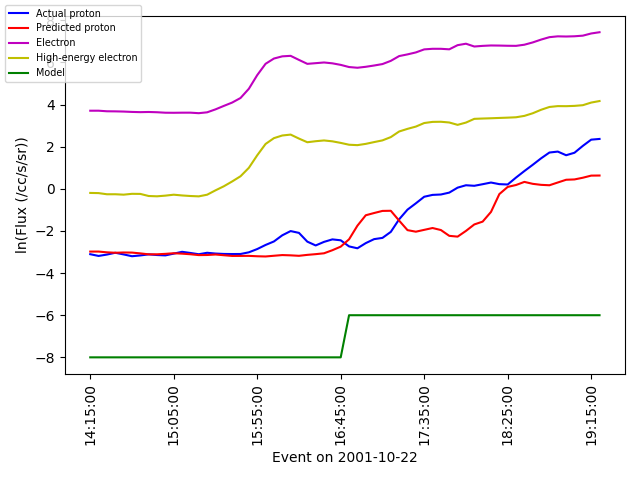 Actual proton
Predicted proton
Electron
High-energy electron
Model
8
6
4
2
0
−2
−4
−6
−8
ln(Flux (/cc/s/sr))
14:15:00
15:05:00
15:55:00
16:45:00
17:35:00
18:25:00
19:15:00
Event on 2001-10-22